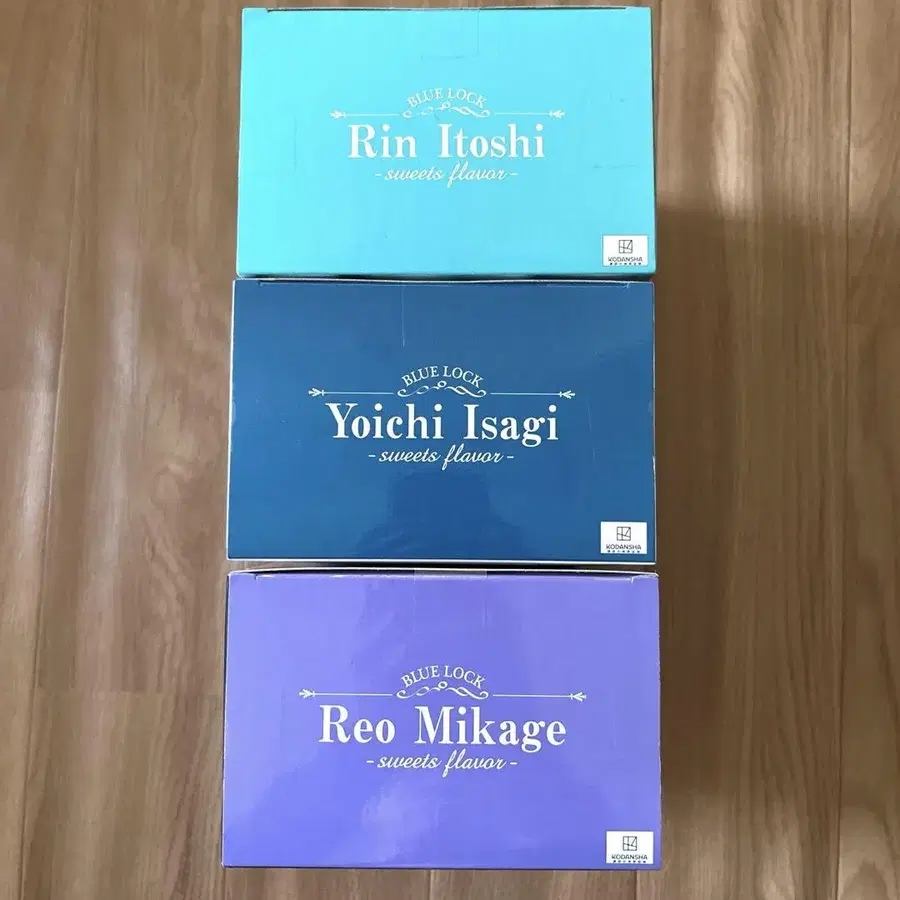 BLUE LOCK
Rin Itoshi
-sweets flavor-
KODANSHA
BLUE LOCK
Yoichi Isagi
-sweets flavor-
KODANSHA
BLUE LOCK
Reo Mikage
-sweets flavor-
KODANSHA